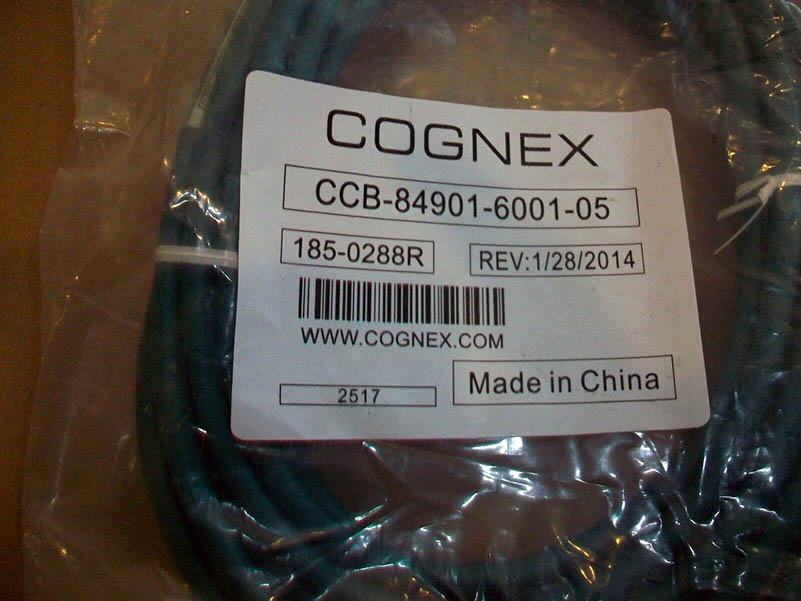 COGNEX
CCB-84901-6001-05
185-0288R
REV:1/28/2014
WWW.COGNEX.COM
2517
Made in China